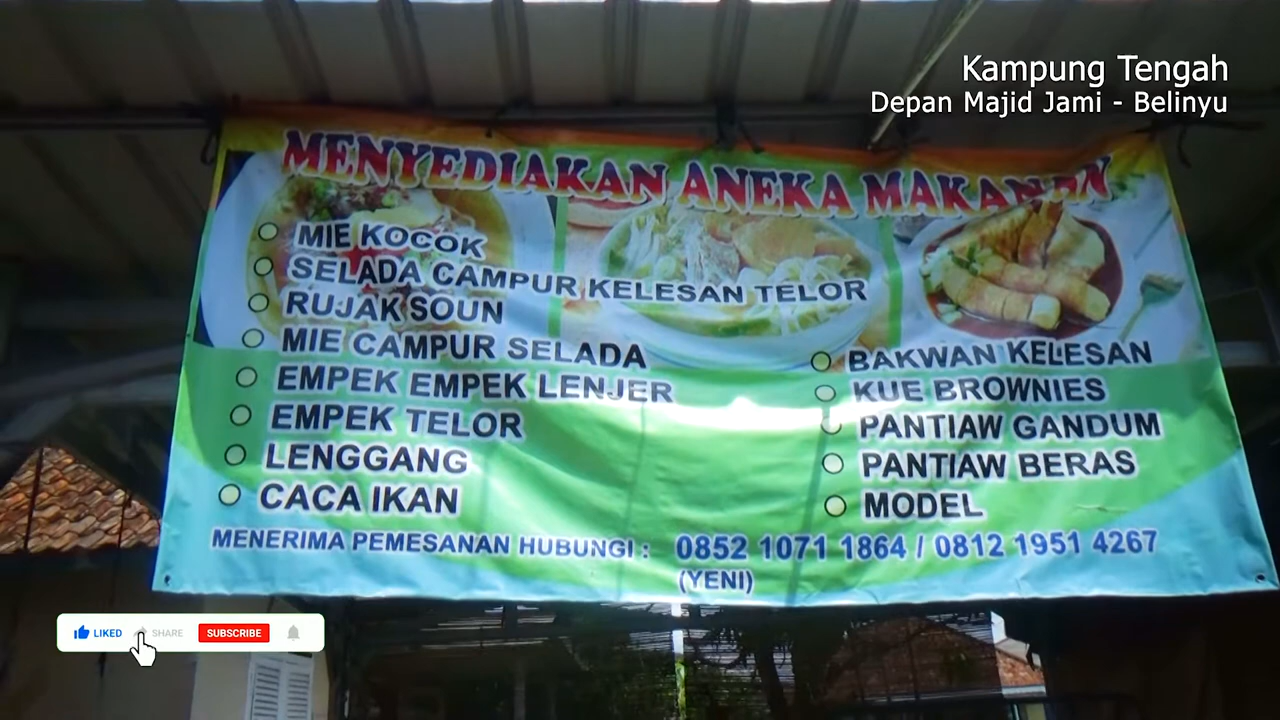 Kampung Tengah
Depan Majid Jami - Belinyu
MENYEDIAKAN ANEKA MAKANAN
MIE KOCOK
SELADA CAMPUR KELESAN TELOR
RUJAK SOUN
MIE CAMPUR SELADA
EMPEK EMPEK LENJER
EMPEK TELOR
LENGGANG
CACA IKAN
BAKWAN KELESAN
KUE BROWNIES
PANTIAW GANDUM
PANTIAW BERAS
MODEL
MENERIMA PEMESANAN HUBUNGI : 0852 1071 1864 / 0812 1951 4267
(YENI)
LIKED SHARE SUBSCRIBE